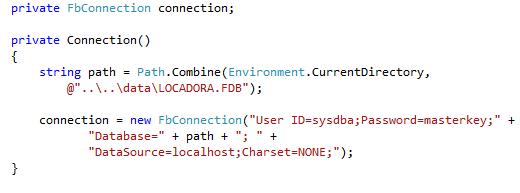 private FbConnection connection;
private Connection()
{
string path = Path.Combine(Environment.CurrentDirectory,
@"..\..\data\LOCADORA.FDB");
connection = new FbConnection("User ID=sysdba;Password=masterkey;" +
"Database=" + path + "; " +
"DataSource=localhost;Charset=NONE;");
}